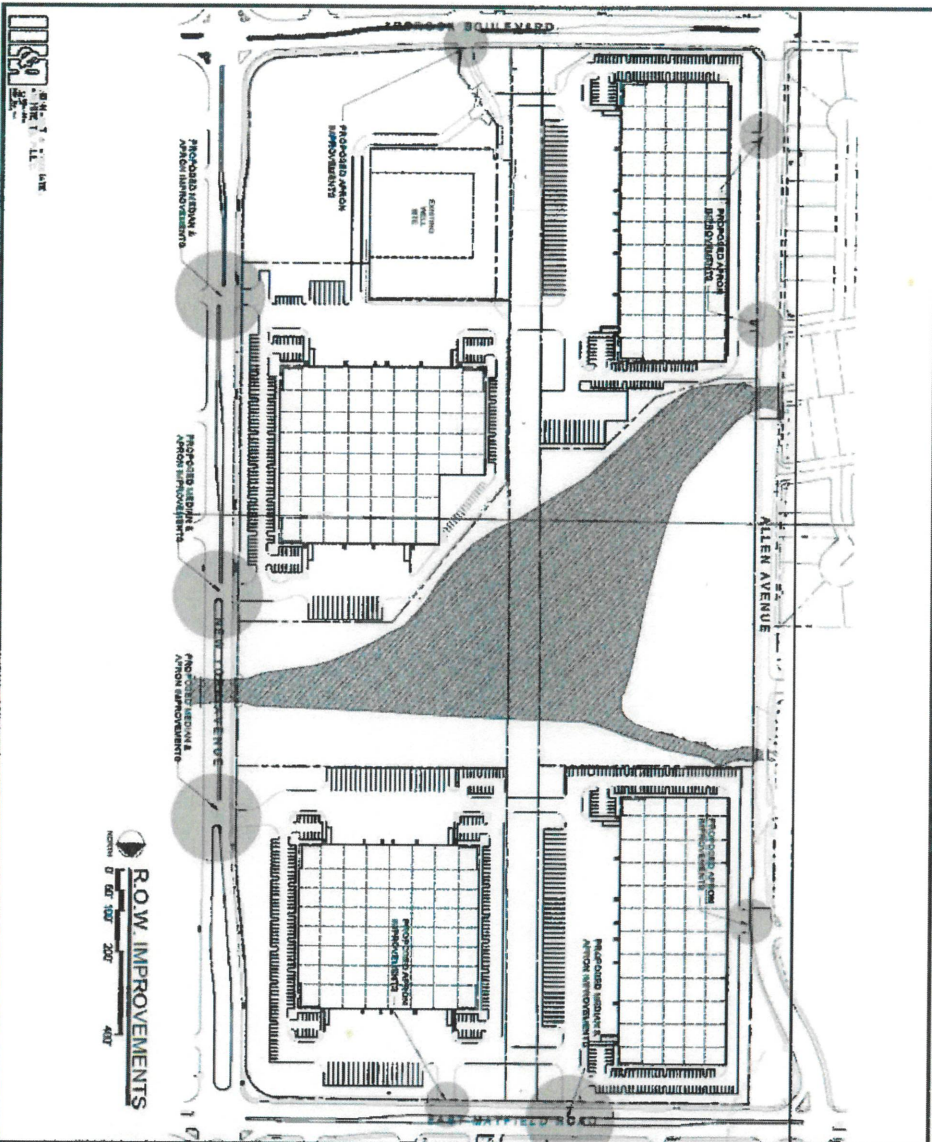 BOULEVARD
PROPOSED APRON
IMPROVEMENTS
EXISTING
WELL
SITE
PROPOSED APRON
IMPROVEMENTS
PROPOSED MEDIAN &
APRON IMPROVEMENTS
PROPOSED MEDIAN &
APRON IMPROVEMENTS
ALLEN AVENUE
NEW YORK AVENUE
PROPOSED MEDIAN &
APRON IMPROVEMENTS
PROPOSED APRON
IMPROVEMENTS
PROPOSED APRON
IMPROVEMENTS
PROPOSED MEDIAN &
APRON IMPROVEMENTS
EAST MAYFIELD ROAD
R.O.W. IMPROVEMENTS
NORTH
0 50' 100' 200' 400'